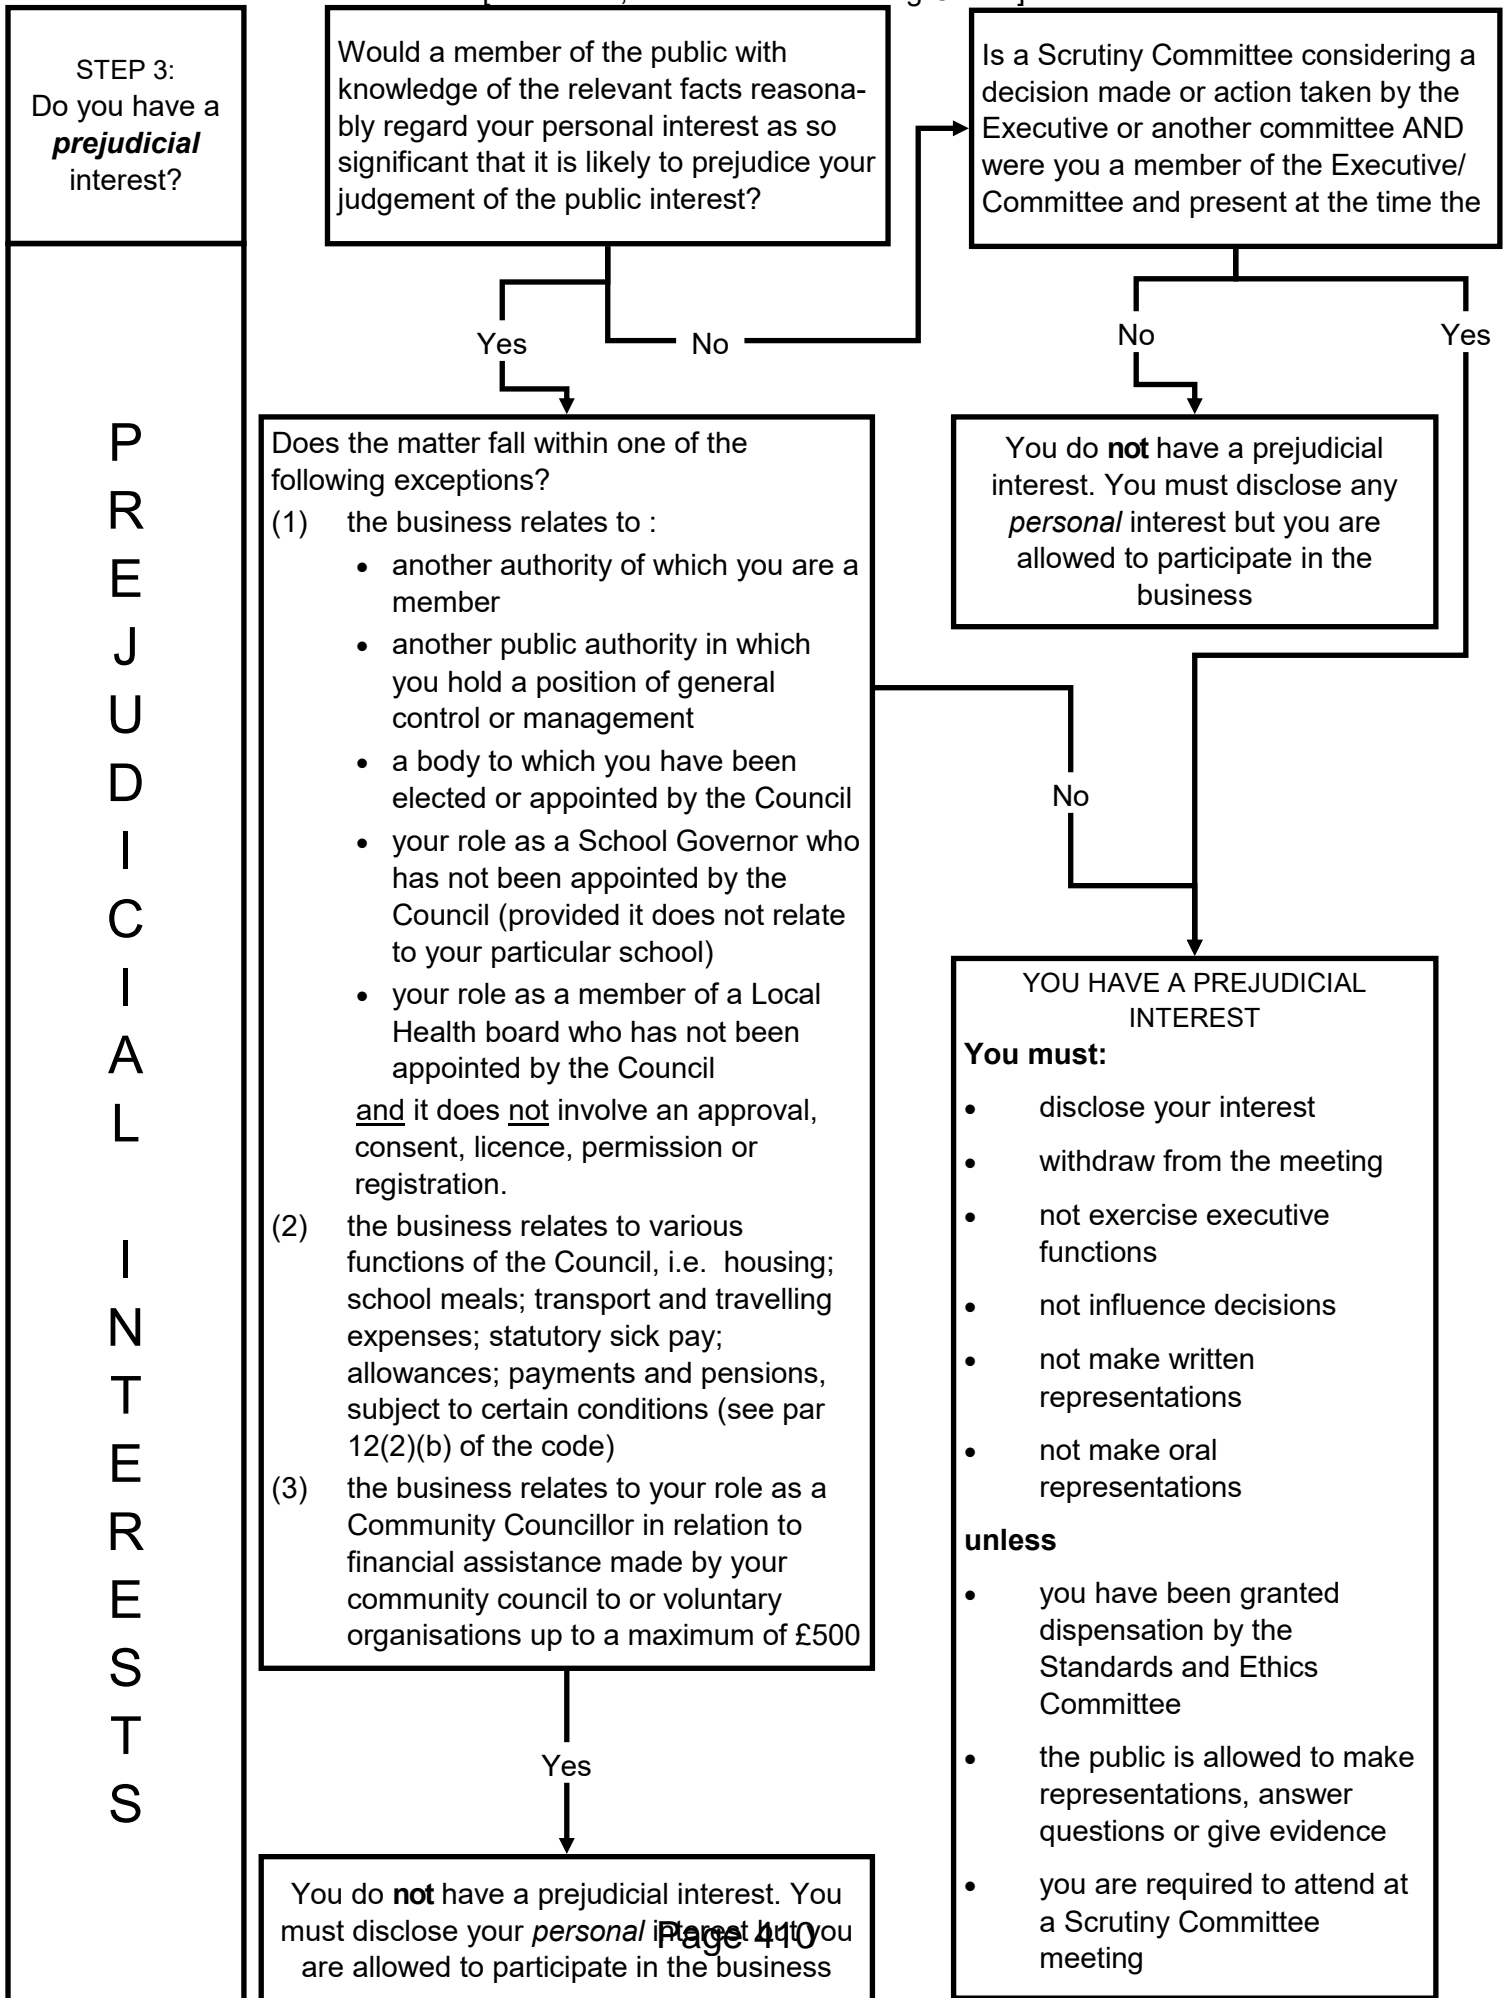 STEP 3:
Do you have a
prejudicial
interest?
PREJUDICIAL INTERESTS
Would a member of the public with
knowledge of the relevant facts reasona-
bly regard your personal interest as so
significant that it is likely to prejudice your
judgement of the public interest?
Is a Scrutiny Committee considering a
decision made or action taken by the
Executive or another committee AND
were you a member of the Executive/
Committee and present at the time the
Yes
No
No
Yes
Does the matter fall within one of the
following exceptions?
(1) the business relates to :
• another authority of which you are a
member
• another public authority in which
you hold a position of general
control or management
• a body to which you have been
elected or appointed by the Council
• your role as a School Governor who
has not been appointed by the
Council (provided it does not relate
to your particular school)
• your role as a member of a Local
Health board who has not been
appointed by the Council
and it does not involve an approval,
consent, licence, permission or
registration.
(2) the business relates to various
functions of the Council, i.e. housing;
school meals; transport and travelling
expenses; statutory sick pay;
allowances; payments and pensions,
subject to certain conditions (see par
12(2)(b) of the code)
(3) the business relates to your role as a
Community Councillor in relation to
financial assistance made by your
community council to or voluntary
organisations up to a maximum of £500
You do not have a prejudicial
interest. You must disclose any
personal interest but you are
allowed to participate in the
business
No
YOU HAVE A PREJUDICIAL
INTEREST
You must:
• disclose your interest
• withdraw from the meeting
• not exercise executive
functions
• not influence decisions
• not make written
representations
• not make oral
representations
unless
• you have been granted
dispensation by the
Standards and Ethics
Committee
• the public is allowed to make
representations, answer
questions or give evidence
• you are required to attend at
a Scrutiny Committee
meeting
Yes
You do not have a prejudicial interest. You
must disclose your personal interest but you
are allowed to participate in the business
Page 410